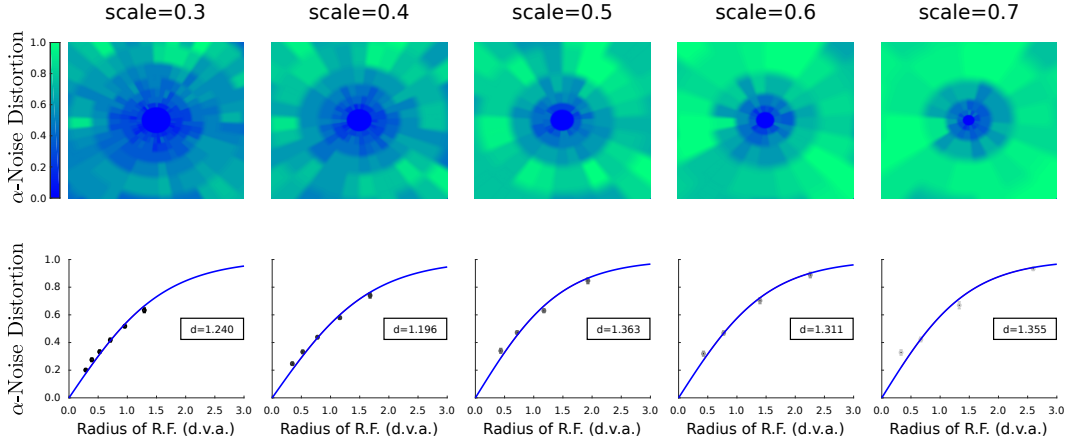 scale=0.3 scale=0.4 scale=0.5 scale=0.6 scale=0.7
α-Noise Distortion
1.0
0.8
0.6
0.4
0.2
0.0
α-Noise Distortion
1.0
0.8
0.6
0.4
0.2
0.0
d=1.240 d=1.196 d=1.363 d=1.311 d=1.355
0.0 0.5 1.0 1.5 2.0 2.5 3.0 0.0 0.5 1.0 1.5 2.0 2.5 3.0 0.0 0.5 1.0 1.5 2.0 2.5 3.0 0.0 0.5 1.0 1.5 2.0 2.5 3.0 0.0 0.5 1.0 1.5 2.0 2.5 3.0
Radius of R.F. (d.v.a.) Radius of R.F. (d.v.a.) Radius of R.F. (d.v.a.) Radius of R.F. (d.v.a.) Radius of R.F. (d.v.a.)